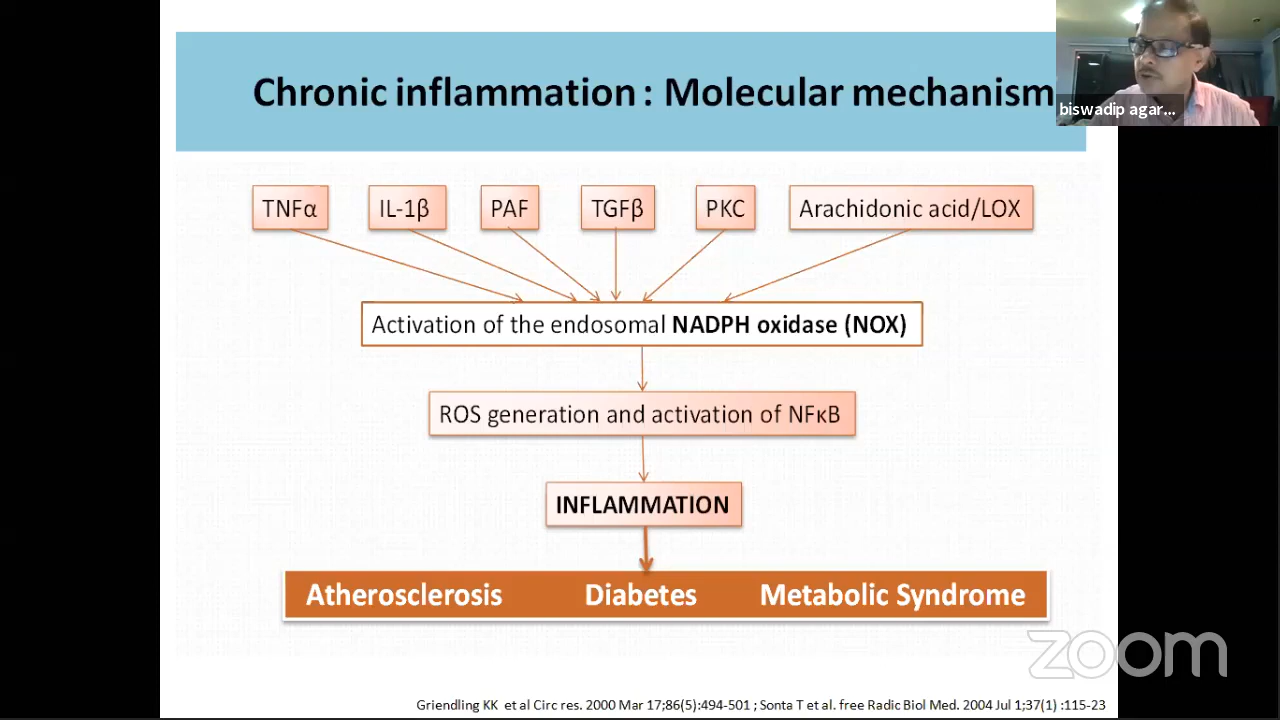 Chronic inflammation : Molecular mechanism
biswadip agar...
TNFα IL-1β PAF TGFβ PKC Arachidonic acid/LOX
Activation of the endosomal NADPH oxidase (NOX)
ROS generation and activation of NFκB
INFLAMMATION
Atherosclerosis Diabetes Metabolic Syndrome
zoom
Griendling KK et al Circ res. 2000 Mar 17;86(5):494-501 ; Sonta T et al. free Radic Biol Med. 2004 Jul 1;37(1) :115-23